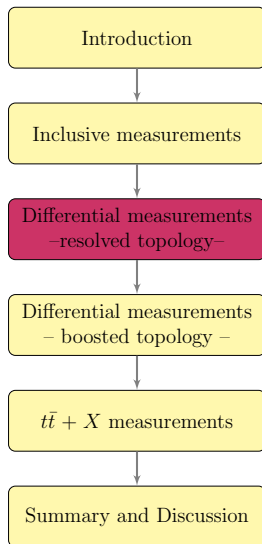 Introduction
Inclusive measurements
Differential measurements
–resolved topology–
Differential measurements
– boosted topology –
tt̄ + X measurements
Summary and Discussion